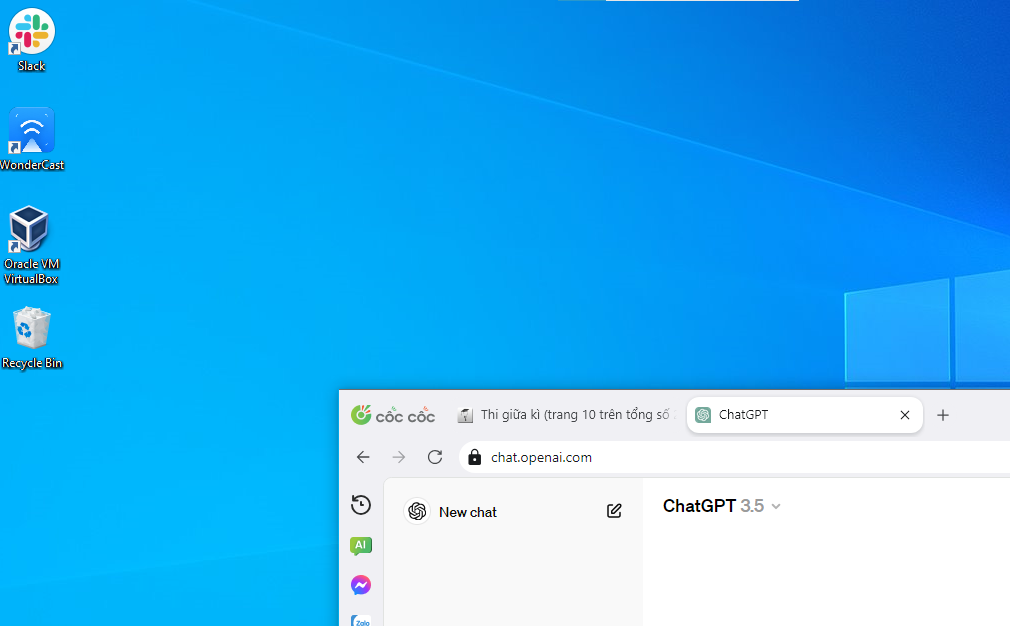 Slack
WonderCast
Oracle VM
VirtualBox
Recycle Bin
cốc cốc
Thi giữa kì (trang 10 trên tổng số
ChatGPT
chat.openai.com
New chat
ChatGPT 3.5
AI
Zalo